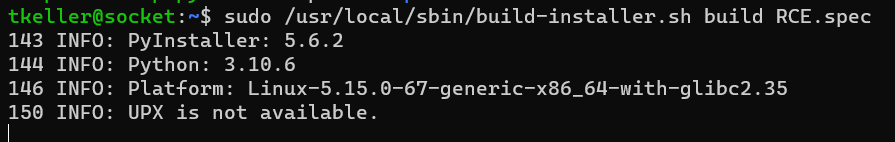 tkeller@socket:~$ sudo /usr/local/sbin/build-installer.sh build RCE.spec
143 INFO: PyInstaller: 5.6.2
144 INFO: Python: 3.10.6
146 INFO: Platform: Linux-5.15.0-67-generic-x86_64-with-glibc2.35
150 INFO: UPX is not available.